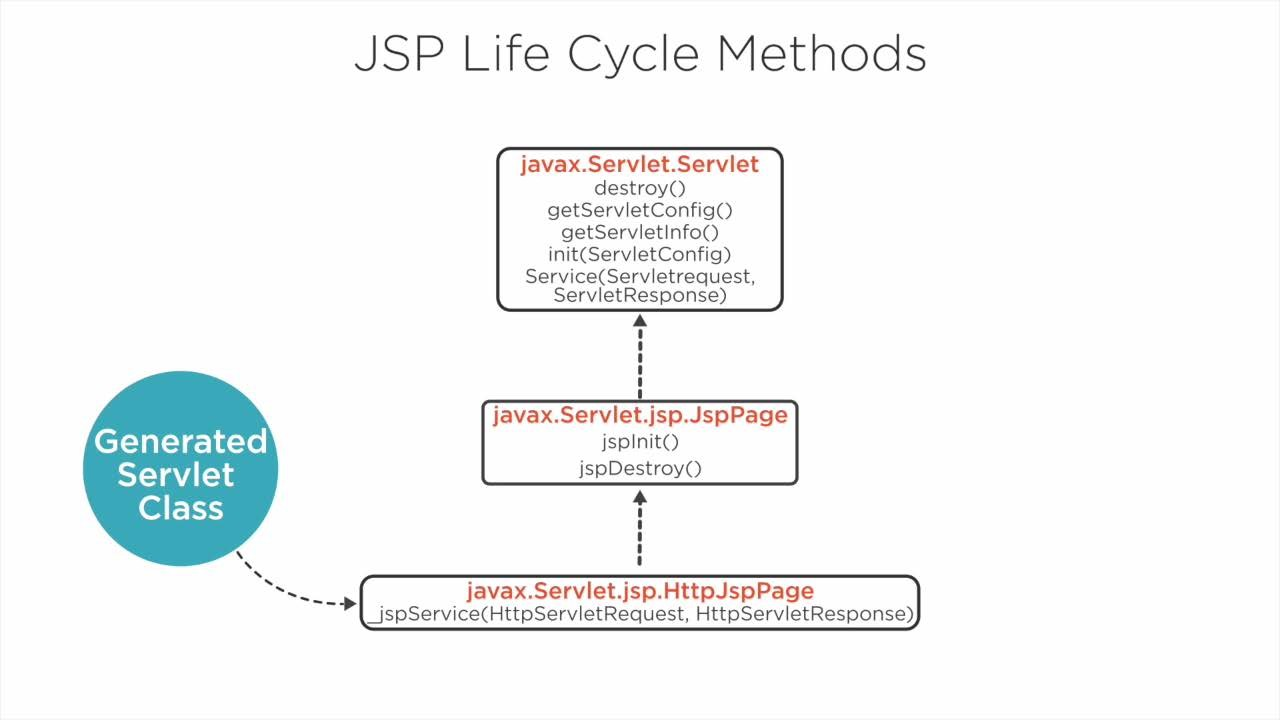 JSP Life Cycle Methods
javax.Servlet.Servlet
destroy()
getServletConfig()
getServletInfo()
init(ServletConfig)
Service(Servletrequest,
ServletResponse)
javax.Servlet.jsp.JspPage
jspInit()
jspDestroy()
Generated
Servlet
Class
javax.Servlet.jsp.HttpJspPage
_jspService(HttpServletRequest, HttpServletResponse)